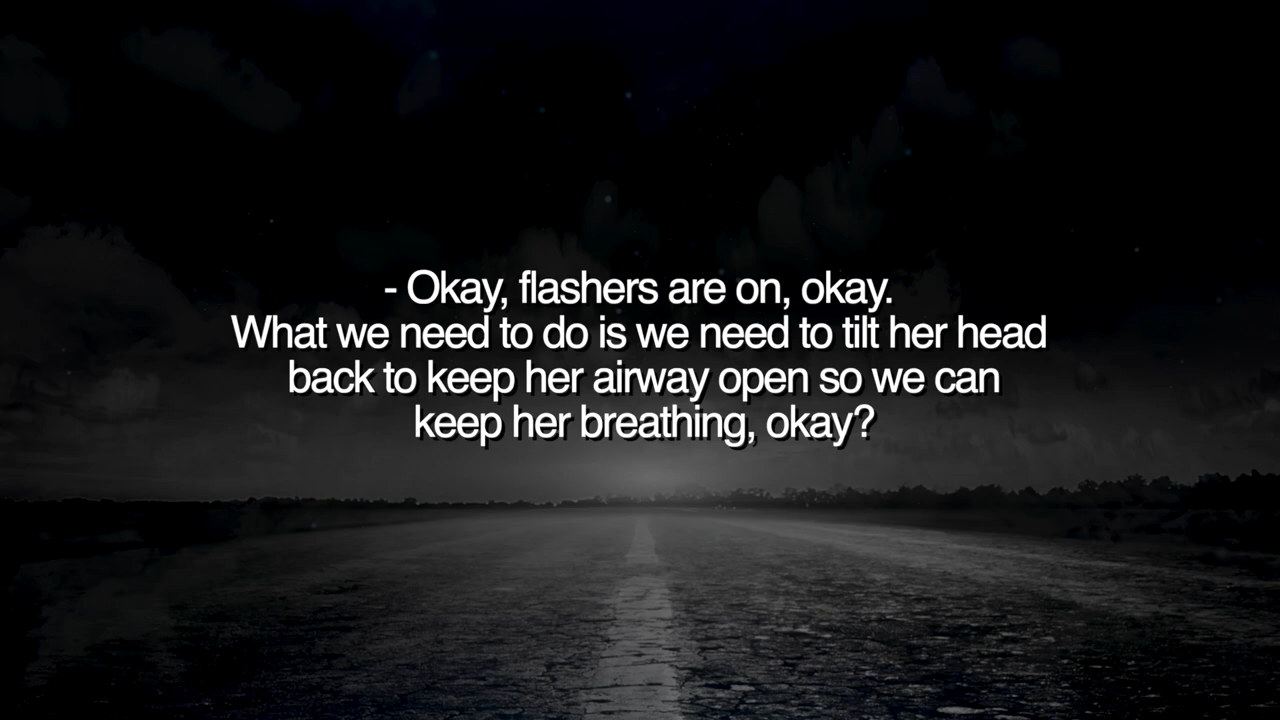 - Okay, flashers are on, okay.
What we need to do is we need to tilt her head
back to keep her airway open so we can
keep her breathing, okay?